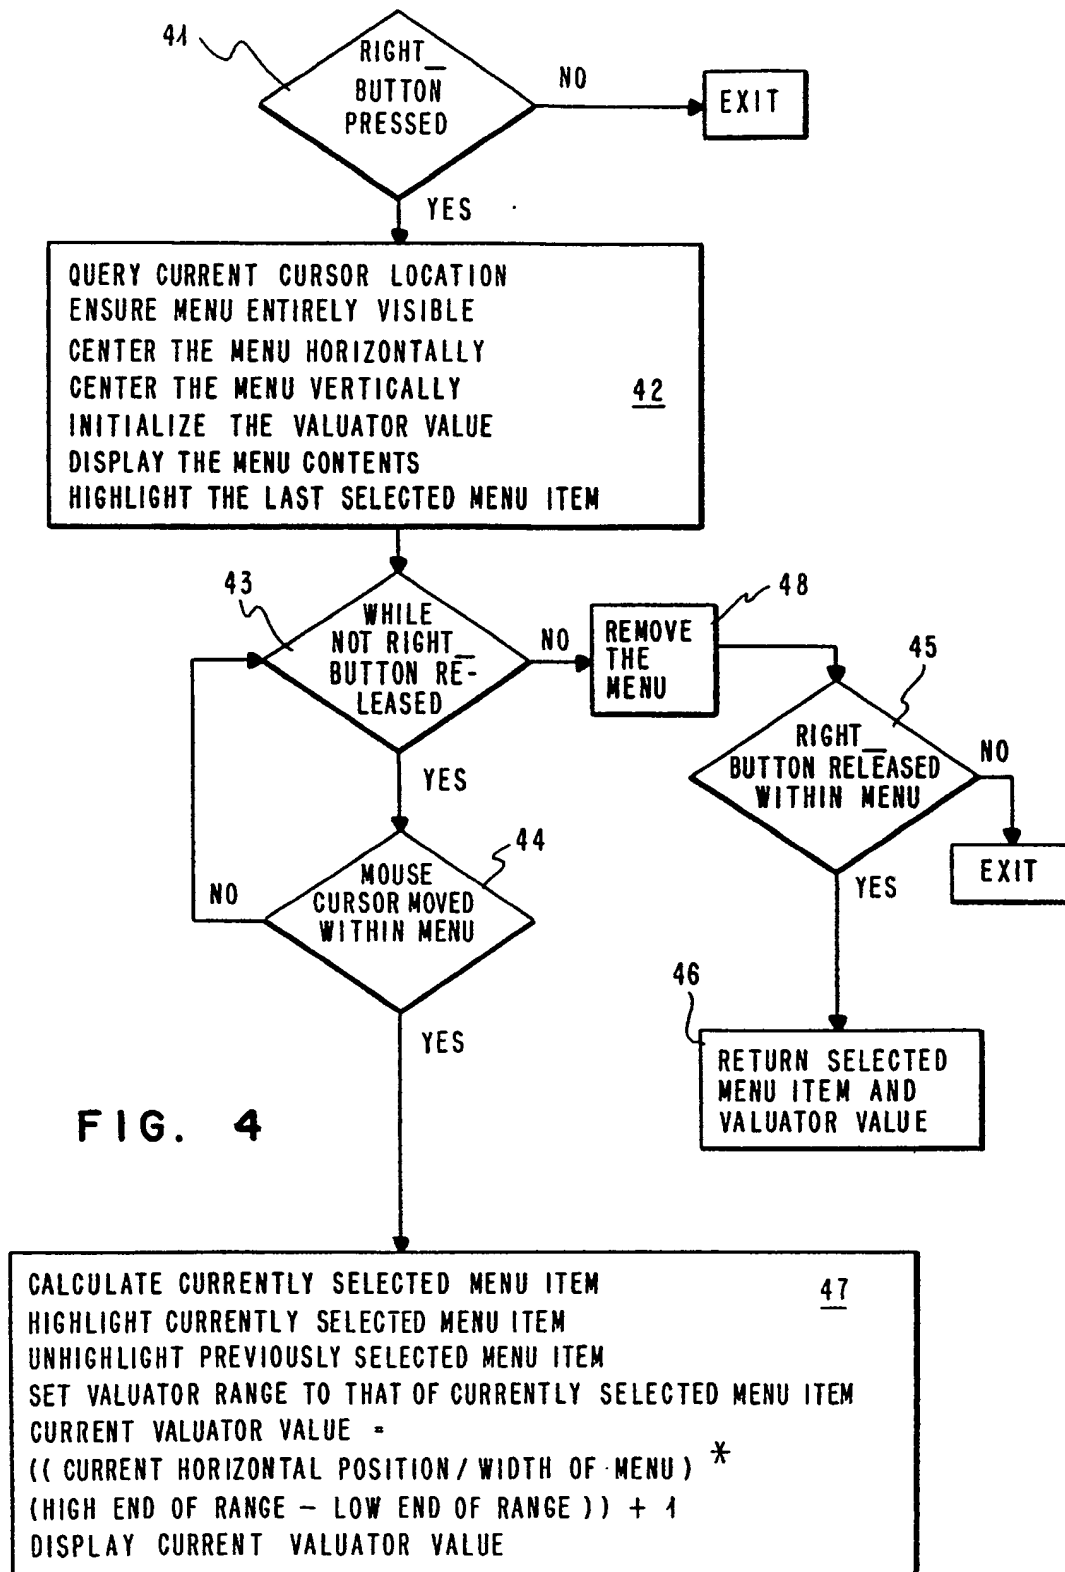 41
RIGHT_
BUTTON
PRESSED
NO
EXIT
YES
QUERY CURRENT CURSOR LOCATION
ENSURE MENU ENTIRELY VISIBLE
CENTER THE MENU HORIZONTALLY
CENTER THE MENU VERTICALLY
42
INITIALIZE THE VALUATOR VALUE
DISPLAY THE MENU CONTENTS
HIGHLIGHT THE LAST SELECTED MENU ITEM
43
WHILE
NOT RIGHT_
BUTTON RE-
LEASED
NO
48
REMOVE
THE
MENU
45
RIGHT_
BUTTON RELEASED
WITHIN MENU
NO
EXIT
YES
YES
44
MOUSE
CURSOR MOVED
WITHIN MENU
NO
YES
46
RETURN SELECTED
MENU ITEM AND
VALUATOR VALUE
FIG. 4
CALCULATE CURRENTLY SELECTED MENU ITEM
47
HIGHLIGHT CURRENTLY SELECTED MENU ITEM
UNHIGHLIGHT PREVIOUSLY SELECTED MENU ITEM
SET VALUATOR RANGE TO THAT OF CURRENTLY SELECTED MENU ITEM
CURRENT VALUATOR VALUE =
(( CURRENT HORIZONTAL POSITION / WIDTH OF MENU ) *
(HIGH END OF RANGE - LOW END OF RANGE )) + 1
DISPLAY CURRENT VALUATOR VALUE